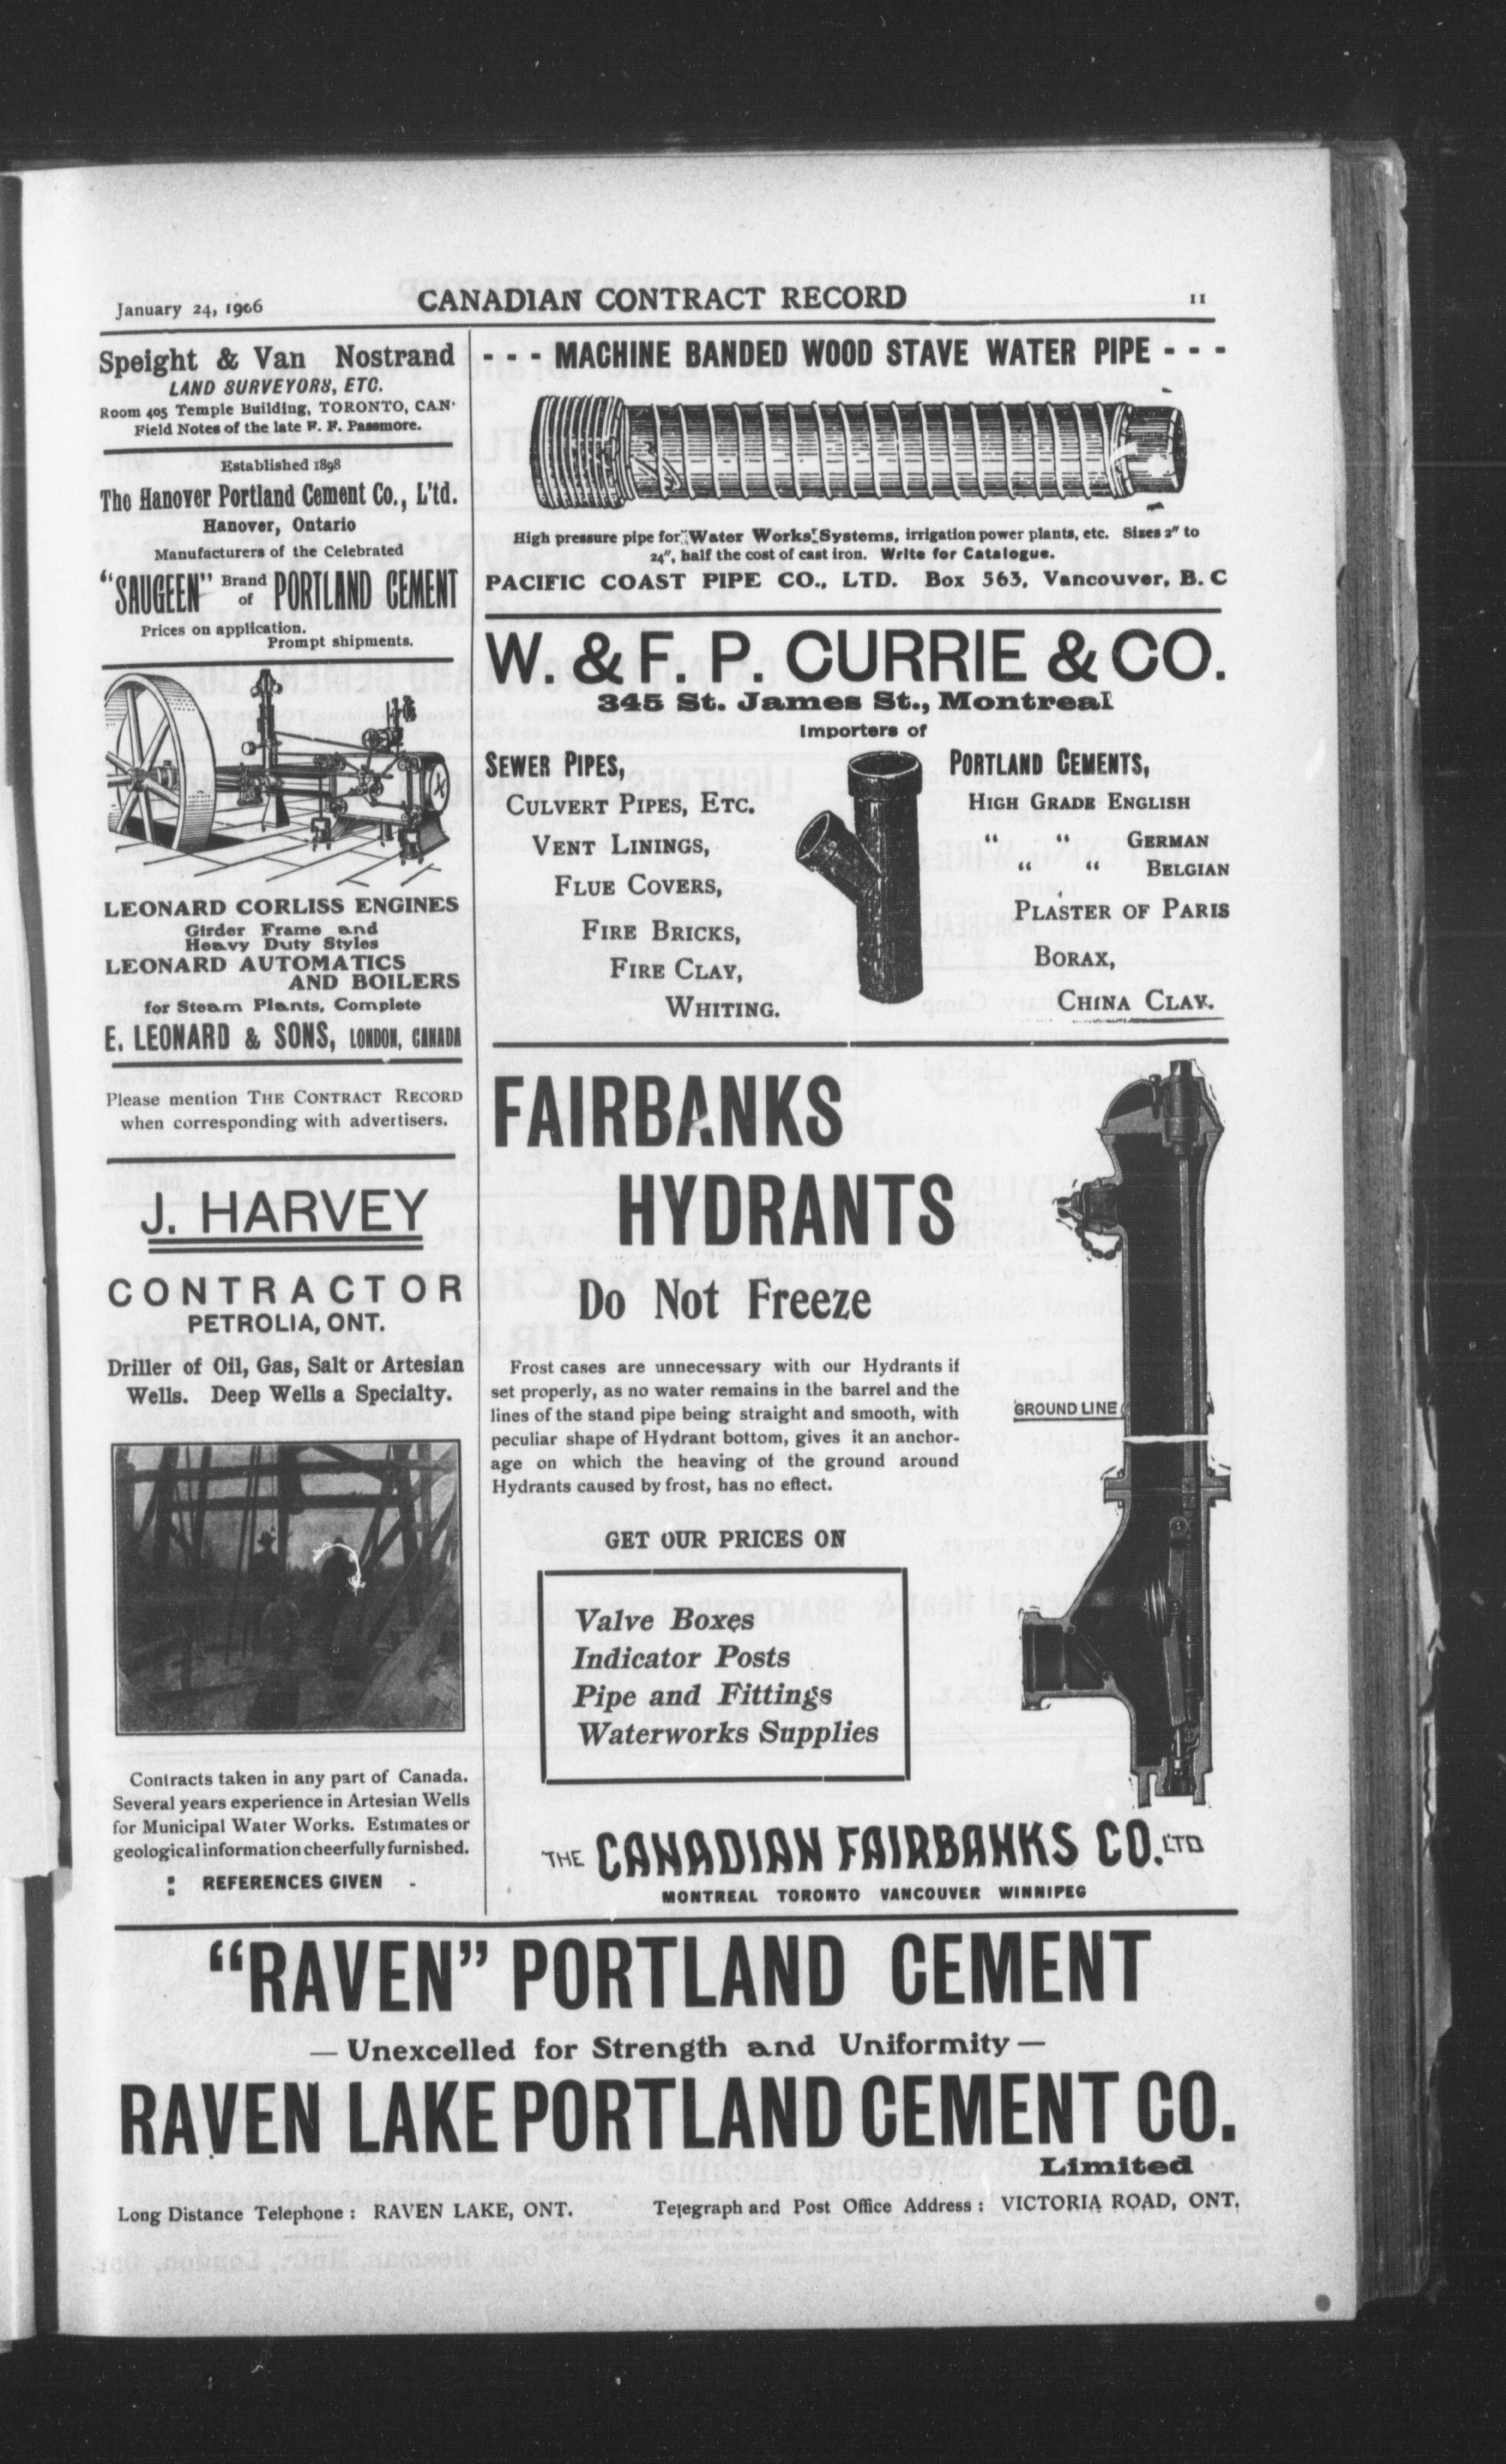 January 24, 1906
CANADIAN CONTRACT RECORD
11
Speight & Van Nostrand
LAND SURVEYORS, ETC.
Room 405 Temple Building, TORONTO, CAN.
Field Notes of the late F. F. Passmore.
Established 1898
The Hanover Portland Cement Co., L'td.
Hanover, Ontario
Manufacturers of the Celebrated
"SAUGEEN" Brand of PORTLAND CEMENT
Prices on application.
Prompt shipments.
LEONARD CORLISS ENGINES
Girder Frame and
Heavy Duty Styles
LEONARD AUTOMATICS
AND BOILERS
for Steam Plants, Complete
E. LEONARD & SONS, LONDON, CANADA
Please mention THE CONTRACT RECORD
when corresponding with advertisers.
J. HARVEY
CONTRACTOR
PETROLIA, ONT.
Driller of Oil, Gas, Salt or Artesian
Wells. Deep Wells a Specialty.
Contracts taken in any part of Canada.
Several years experience in Artesian Wells
for Municipal Water Works. Estimates or
geological information cheerfully furnished.
: REFERENCES GIVEN -
- - - MACHINE BANDED WOOD STAVE WATER PIPE - - -
High pressure pipe for Water Works Systems, irrigation power plants, etc. Sizes 2" to
24", half the cost of cast iron. Write for Catalogue.
PACIFIC COAST PIPE CO., LTD. Box 563, Vancouver, B. C
W. & F. P. CURRIE & CO.
345 St. James St., Montreal
Importers of
SEWER PIPES,
CULVERT PIPES, ETC.
VENT LININGS,
FLUE COVERS,
FIRE BRICKS,
FIRE CLAY,
WHITING.
PORTLAND CEMENTS,
HIGH GRADE ENGLISH
" " GERMAN
" " BELGIAN
PLASTER OF PARIS
BORAX,
CHINA CLAY.
FAIRBANKS
HYDRANTS
Do Not Freeze
Frost cases are unnecessary with our Hydrants if
set properly, as no water remains in the barrel and the
lines of the stand pipe being straight and smooth, with
peculiar shape of Hydrant bottom, gives it an anchor-
age on which the heaving of the ground around
Hydrants caused by frost, has no effect.
GROUND LINE
GET OUR PRICES ON
Valve Boxes
Indicator Posts
Pipe and Fittings
Waterworks Supplies
THE CANADIAN FAIRBANKS CO. LTD
MONTREAL TORONTO VANCOUVER WINNIPEG
"RAVEN" PORTLAND CEMENT
— Unexcelled for Strength and Uniformity —
RAVEN LAKE PORTLAND CEMENT CO.
Limited
Long Distance Telephone : RAVEN LAKE, ONT.
Telegraph and Post Office Address : VICTORIA ROAD, ONT.